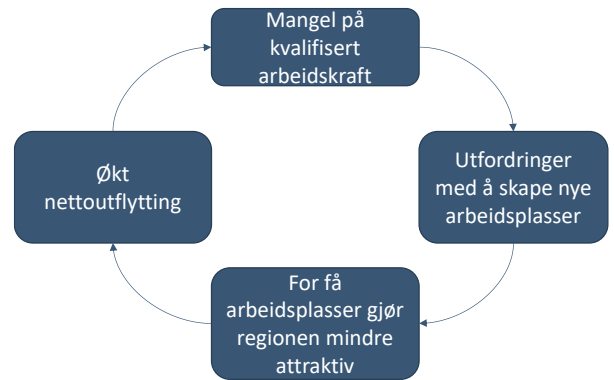 Mangel på
kvalifisert
arbeidskraft
Utfordringer
med å skape nye
arbeidsplasser
For få
arbeidsplasser gjør
regionen mindre
attraktiv
Økt
nettoutflytting